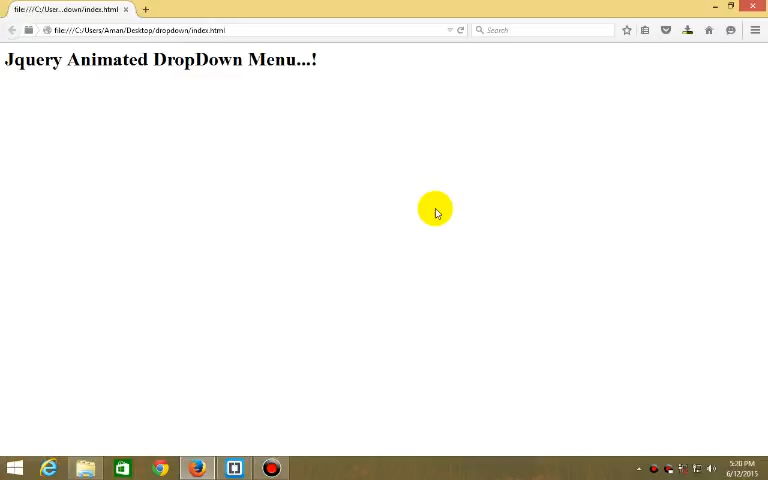 file:///C:/User...down/index.html
file:///C:/Users/Aman/Desktop/dropdown/index.html
Search
Jquery Animated DropDown Menu...!
5:20 PM
6/12/2015